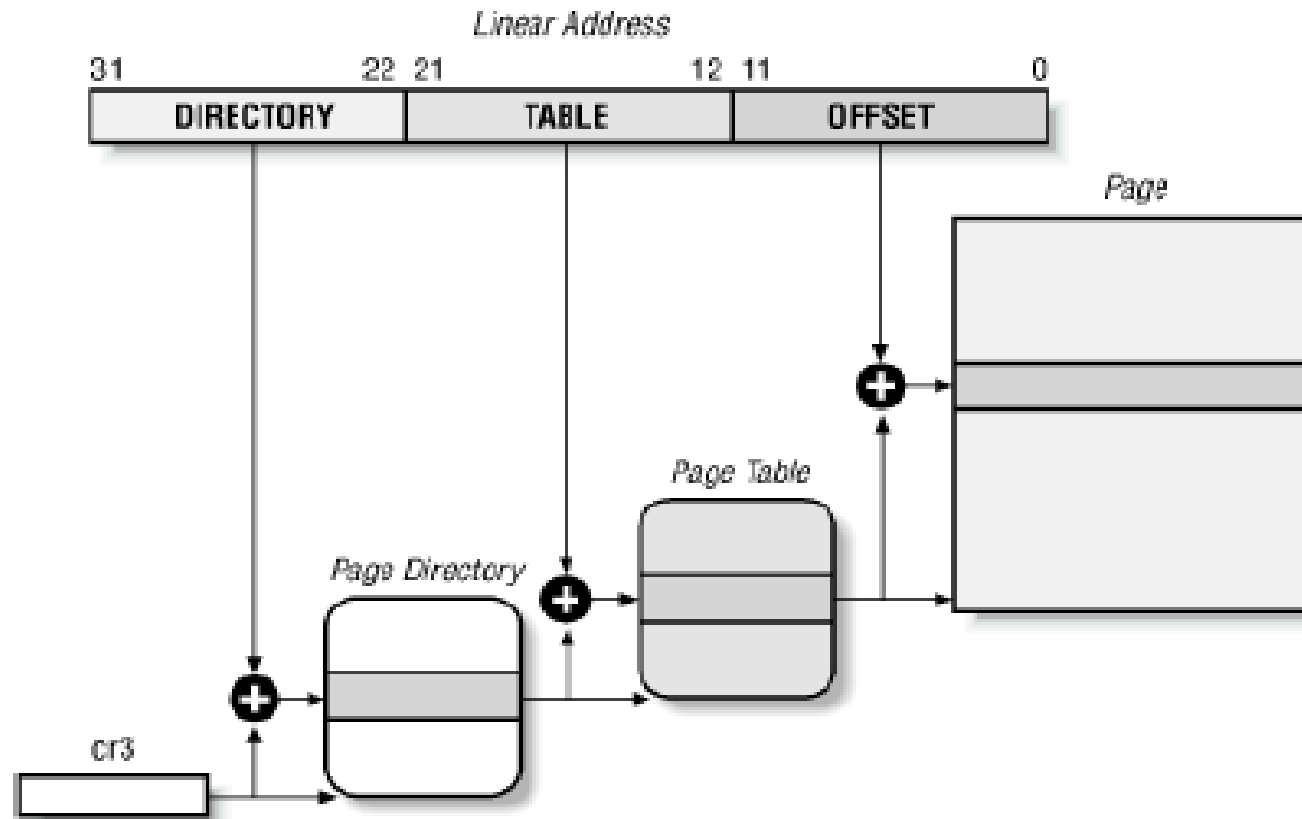 Linear Address
31 22 21 12 11 0
DIRECTORY TABLE OFFSET
Page
Page Table
Page Directory
cr3